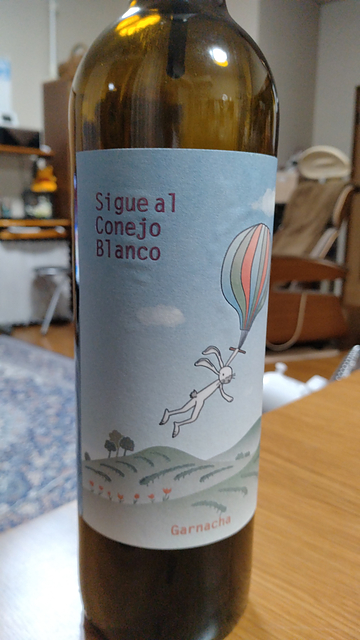 Sigue al
Conejo
Blanco
Garnacha